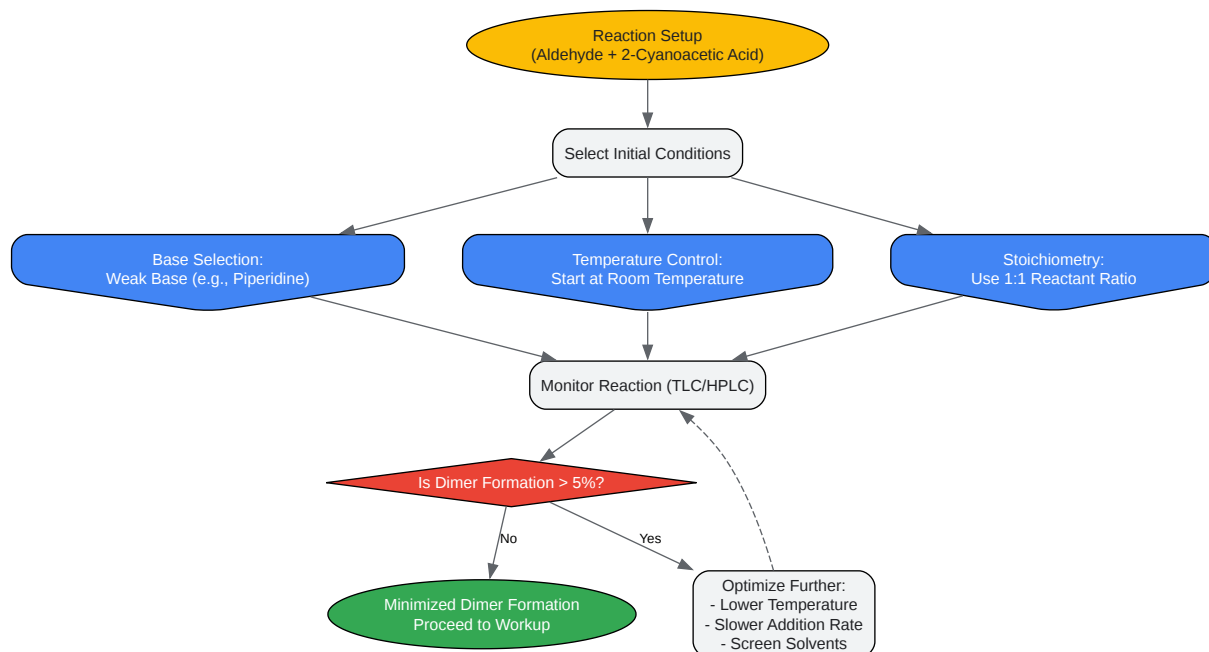 Reaction Setup
(Aldehyde + 2-Cyanoacetic Acid)
Select Initial Conditions
Base Selection:
Weak Base (e.g., Piperidine)
Temperature Control:
Start at Room Temperature
Stoichiometry:
Use 1:1 Reactant Ratio
Monitor Reaction (TLC/HPLC)
Is Dimer Formation > 5%?
No
Yes
Minimized Dimer Formation
Proceed to Workup
Optimize Further:
- Lower Temperature
- Slower Addition Rate
- Screen Solvents